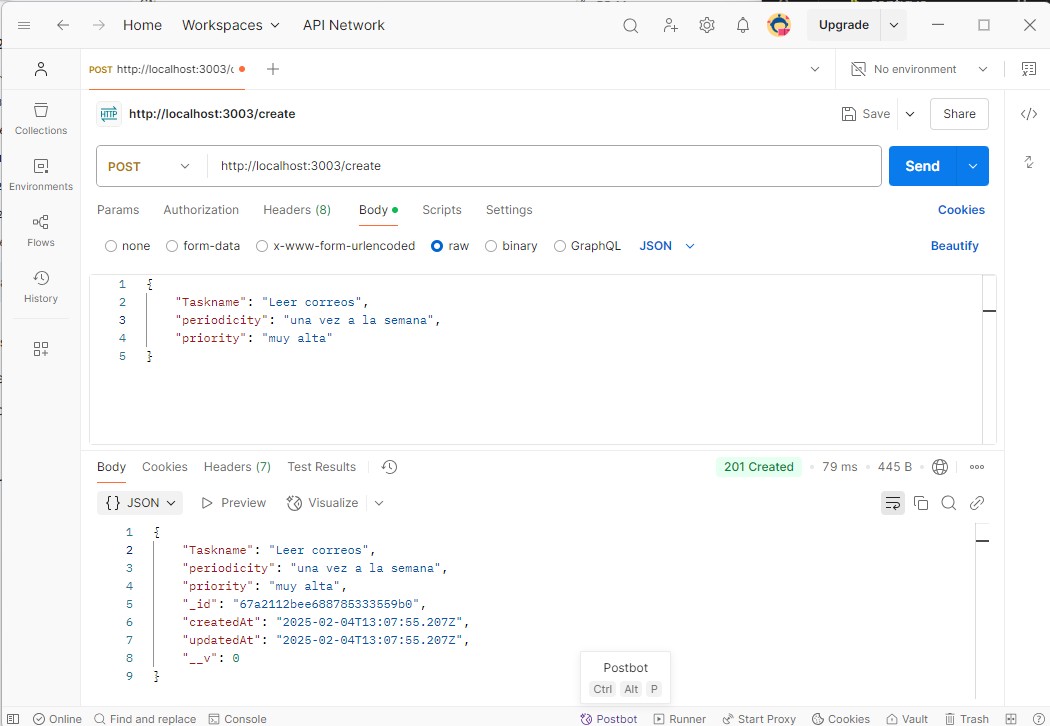 Home Workspaces API Network Upgrade
POST http://localhost:3003/c No environment
HTTP http://localhost:3003/create Save Share
Collections
Environments
Flows
History
POST http://localhost:3003/create Send
Params Authorization Headers (8) Body Scripts Settings Cookies
none form-data x-www-form-urlencoded raw binary GraphQL JSON Beautify
1 {
2 "Taskname": "Leer correos",
3 "periodicity": "una vez a la semana",
4 "priority": "muy alta"
5 }
Body Cookies Headers (7) Test Results 201 Created 79 ms 445 B
{} JSON Preview Visualize
1 {
2 "Taskname": "Leer correos",
3 "periodicity": "una vez a la semana",
4 "priority": "muy alta",
5 "_id": "67a2112bee688785333559b0",
6 "createdAt": "2025-02-04T13:07:55.207Z",
7 "updatedAt": "2025-02-04T13:07:55.207Z",
8 "__v": 0
9 }
Postbot
Ctrl Alt P
Online Find and replace Console Postbot Runner Start Proxy Cookies Vault Trash